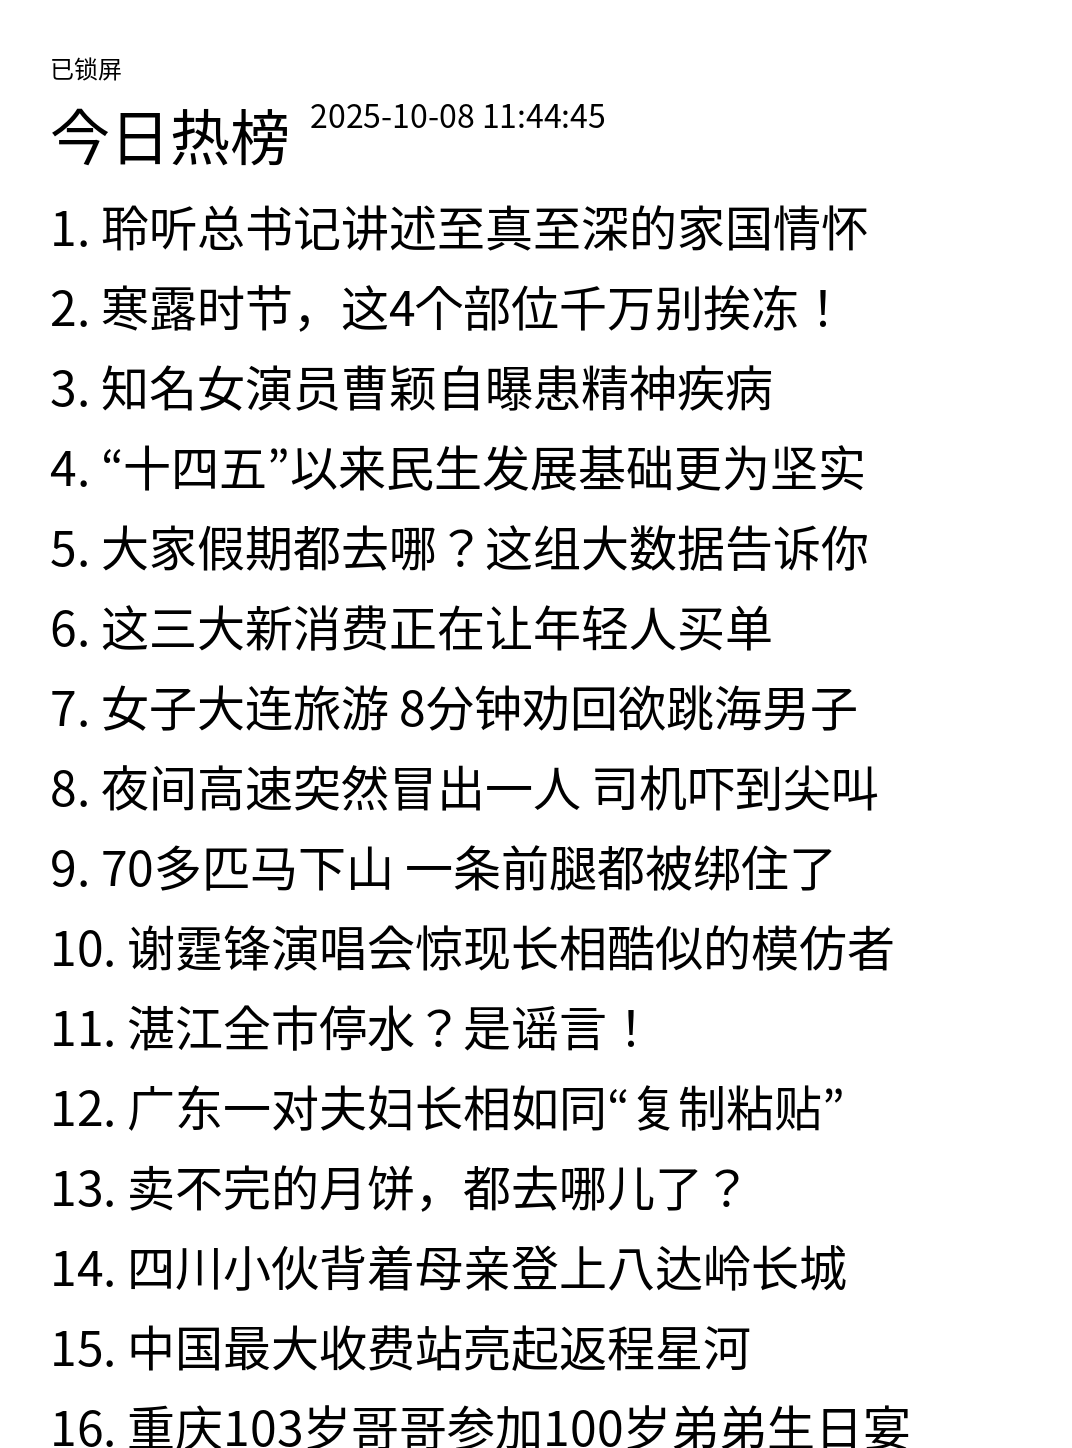 已锁屏
今日热榜 2025-10-08 11:44:45
1. 聆听总书记讲述至真至深的家国情怀
2. 寒露时节，这4个部位千万别挨冻！
3. 知名女演员曹颖自曝患精神疾病
4. “十四五”以来民生发展基础更为坚实
5. 大家假期都去哪？这组大数据告诉你
6. 这三大新消费正在让年轻人买单
7. 女子大连旅游 8分钟劝回欲跳海男子
8. 夜间高速突然冒出一人 司机吓到尖叫
9. 70多匹马下山 一条前腿都被绑住了
10. 谢霆锋演唱会惊现长相酷似的模仿者
11. 湛江全市停水？是谣言！
12. 广东一对夫妇长相如同“复制粘贴”
13. 卖不完的月饼，都去哪儿了？
14. 四川小伙背着母亲登上八达岭长城
15. 中国最大收费站亮起返程星河
16. 重庆103岁哥哥参加100岁弟弟生日宴